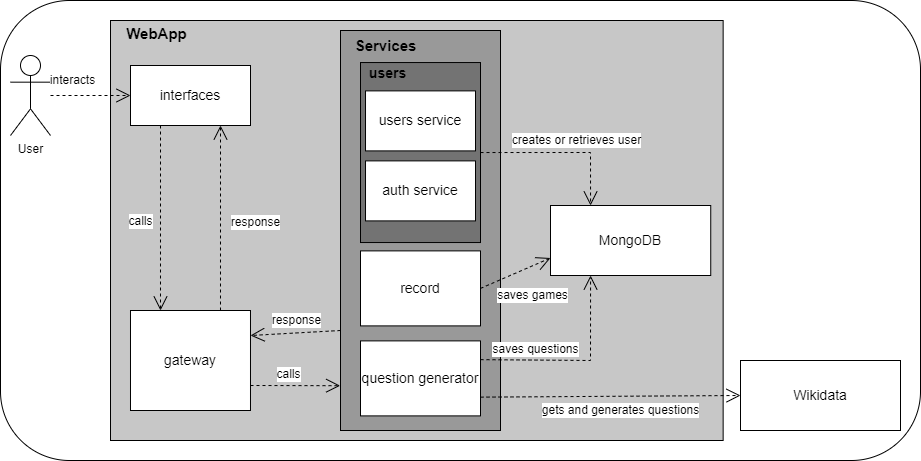 WebApp
Services
users
interacts
interfaces
users service
creates or retrieves user
User
auth service
calls
response
MongoDB
record
saves games
response
gateway
saves questions
calls
question generator
Wikidata
gets and generates questions